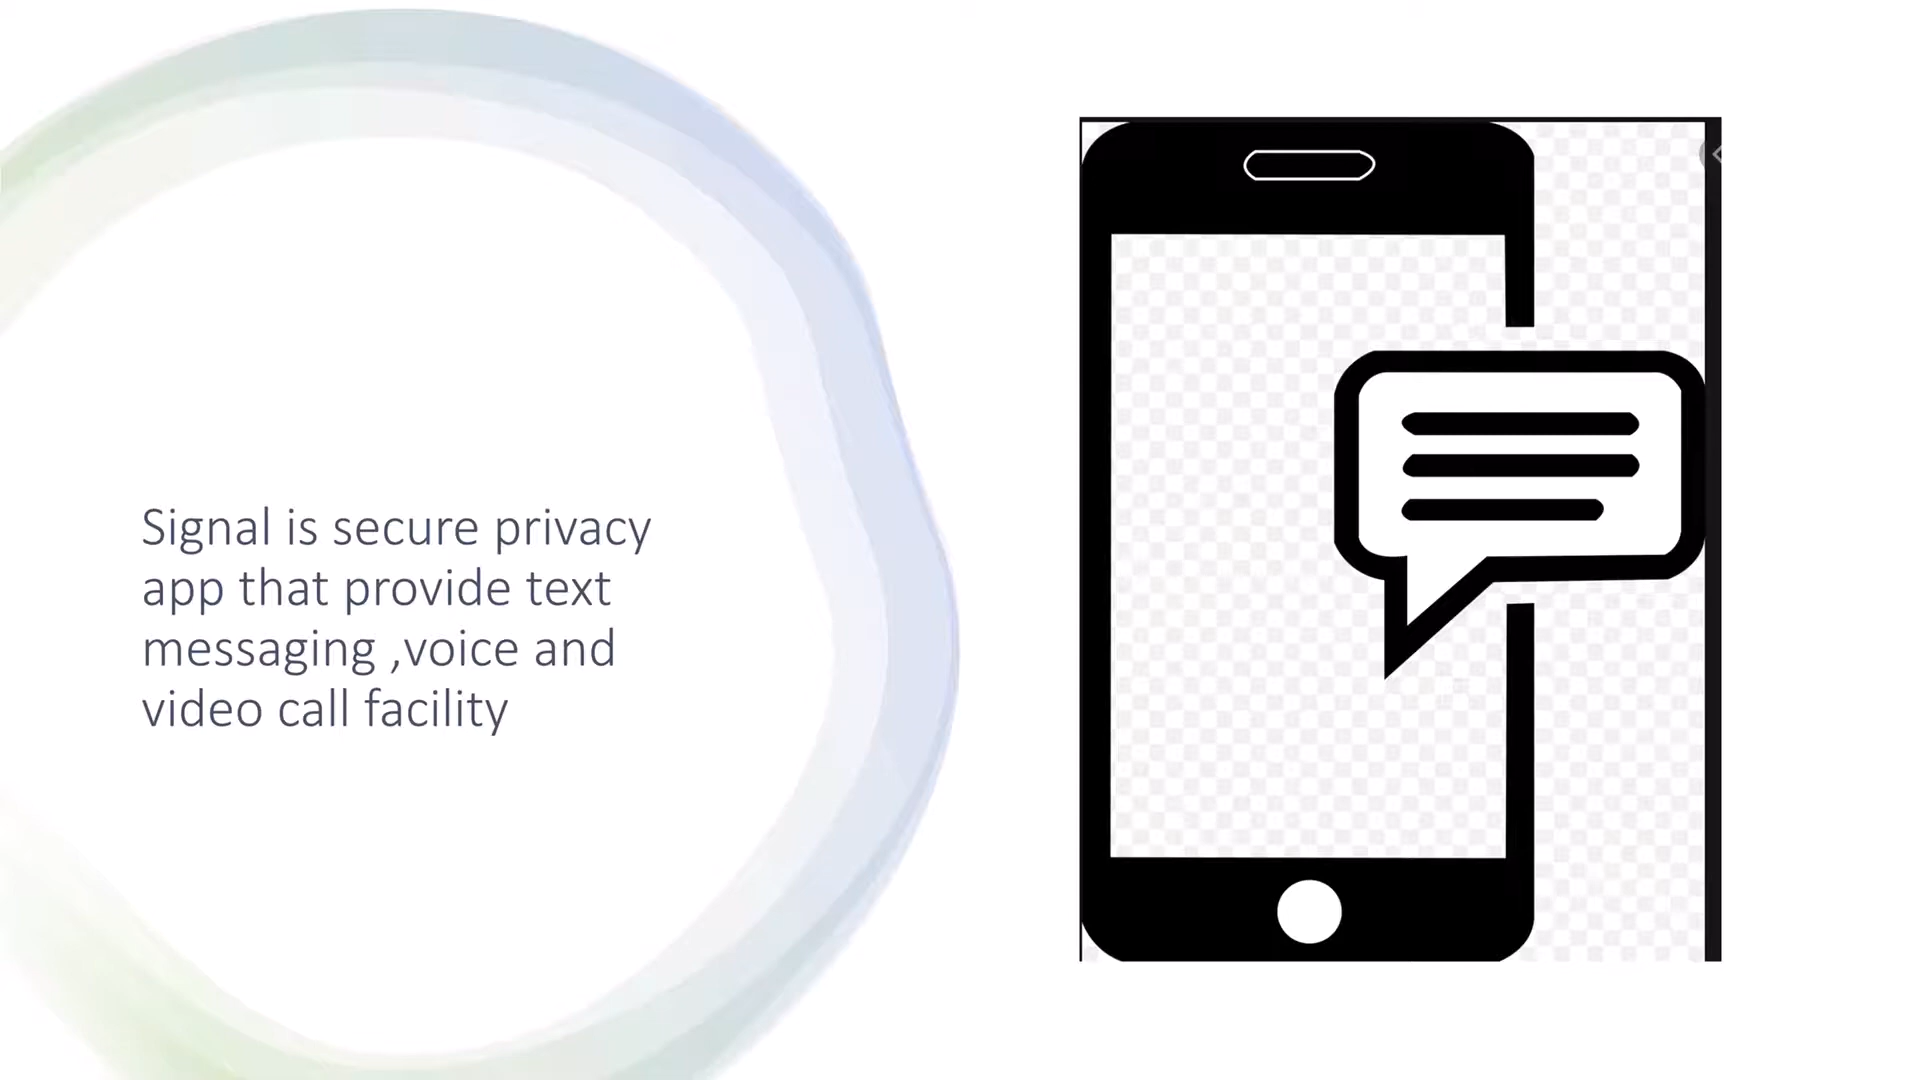 Signal is secure privacy
app that provide text
messaging ,voice and
video call facility